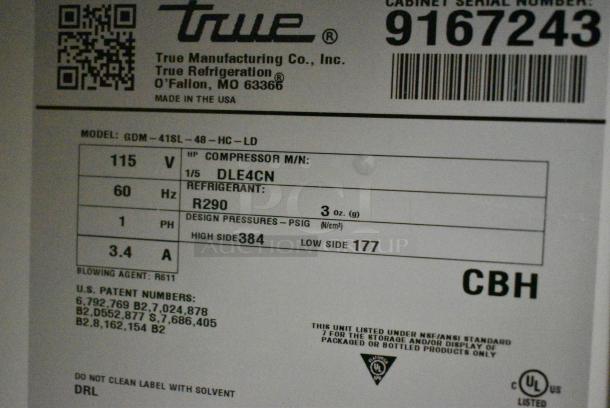 true®
CABINET SERIAL NUMBER:
9167243
True Manufacturing Co., Inc.
True Refrigeration®
O'Fallon, MO 63366
MADE IN THE USA
MODEL: GDM-41SL-48-HC-LD
115 V
HP COMPRESSOR M/N:
1/5 DLE4CN
60 Hz
REFRIGERANT:
R290 3 oz. (g)
1 PH
DESIGN PRESSURES-PSIG (N/cm²)
HIGH SIDE 384 LOW SIDE 177
3.4 A
BLOWING AGENT: R611
CBH
U.S. PATENT NUMBERS:
6,792,769 B2,7,024,878
B2,D552,877 S,7,686,405
B2,8,162,154 B2
THIS UNIT LISTED UNDER NSF/ANSI STANDARD
7 FOR THE STORAGE AND/OR DISPLAY OF
PACKAGED OR BOTTLED PRODUCTS ONLY
UL
C UL US
LISTED
DO NOT CLEAN LABEL WITH SOLVENT
DRL